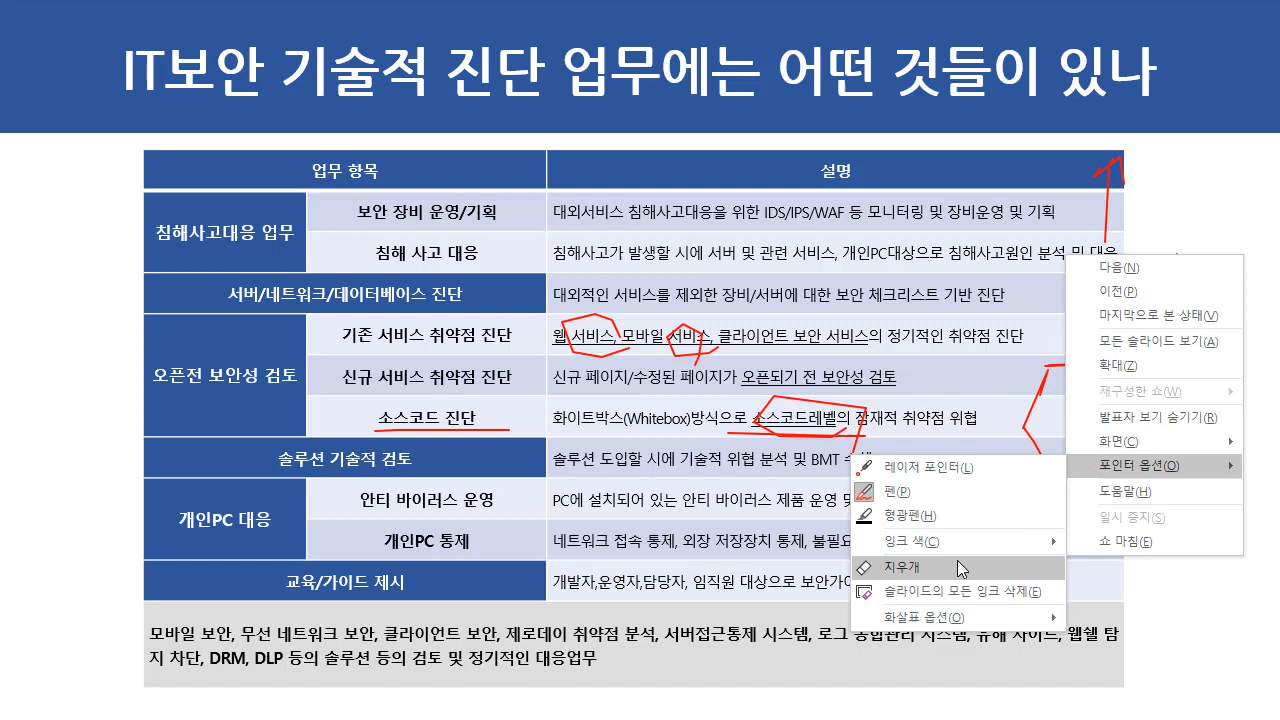 IT보안 기술적 진단 업무에는 어떤 것들이 있나
업무 항목 설명
침해사고대응 업무
보안 장비 운영/기획 대외서비스 침해사고대응을 위한 IDS/IPS/WAF 등 모니터링 및 장비운영 및 기획
침해 사고 대응 침해사고가 발생할 시에 서버 및 관련 서비스, 개인PC대상으로 침해사고원인 분석 및 대응
서버/네트워크/데이터베이스 진단 대외적인 서비스를 제외한 장비/서버에 대한 보안 체크리스트 기반 진단
오픈전 보안성 검토
기존 서비스 취약점 진단 웹 서비스, 모바일 서비스, 클라이언트 보안 서비스의 정기적인 취약점 진단
신규 서비스 취약점 진단 신규 페이지/수정된 페이지가 오픈되기 전 보안성 검토
소스코드 진단 화이트박스(Whitebox)방식으로 소스코드레벨의 잠재적 취약점 위협
솔루션 기술적 검토 솔루션 도입할 시에 기술적 위협 분석 및 BMT
개인PC 대응
안티 바이러스 운영 PC에 설치되어 있는 안티 바이러스 제품 운영 및
개인PC 통제 네트워크 접속 통제, 외장 저장장치 통제, 불필요
교육/가이드 제시 개발자,운영자,담당자, 임직원 대상으로 보안가이
모바일 보안, 무선 네트워크 보안, 클라이언트 보안, 제로데이 취약점 분석, 서버접근통제 시스템, 로그 통합관리 시스템, 유해 사이트, 웹쉘 탐
지 차단, DRM, DLP 등의 솔루션 등의 검토 및 정기적인 대응업무
다음(N)
이전(P)
마지막으로 본 상태(V)
모든 슬라이드 보기(A)
확대(Z)
재구성한 쇼(W)
발표자 보기 숨기기(R)
화면(C)
포인터 옵션(O)
도움말(H)
일시 중지(S)
쇼 마침(E)
레이저 포인터(L)
펜(P)
형광펜(H)
잉크 색(C)
지우개
슬라이드의 모든 잉크 삭제(E)
화살표 옵션(O)